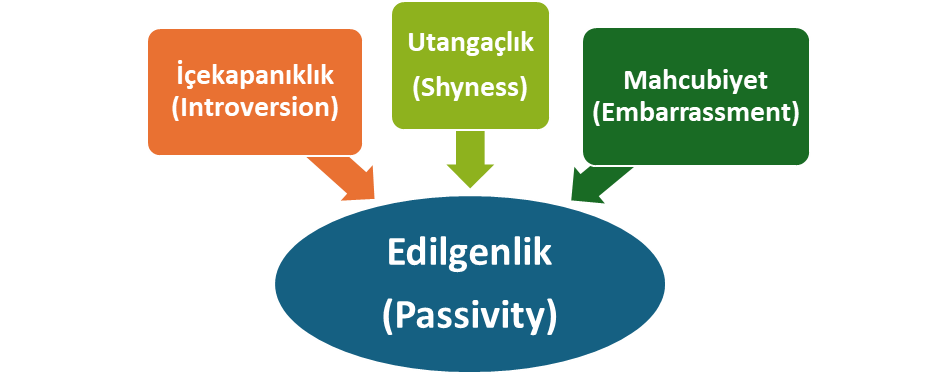 İçekapanıklık
(Introversion)
Utangaçlık
(Shyness)
Mahcubiyet
(Embarrassment)
Edilgenlik
(Passivity)